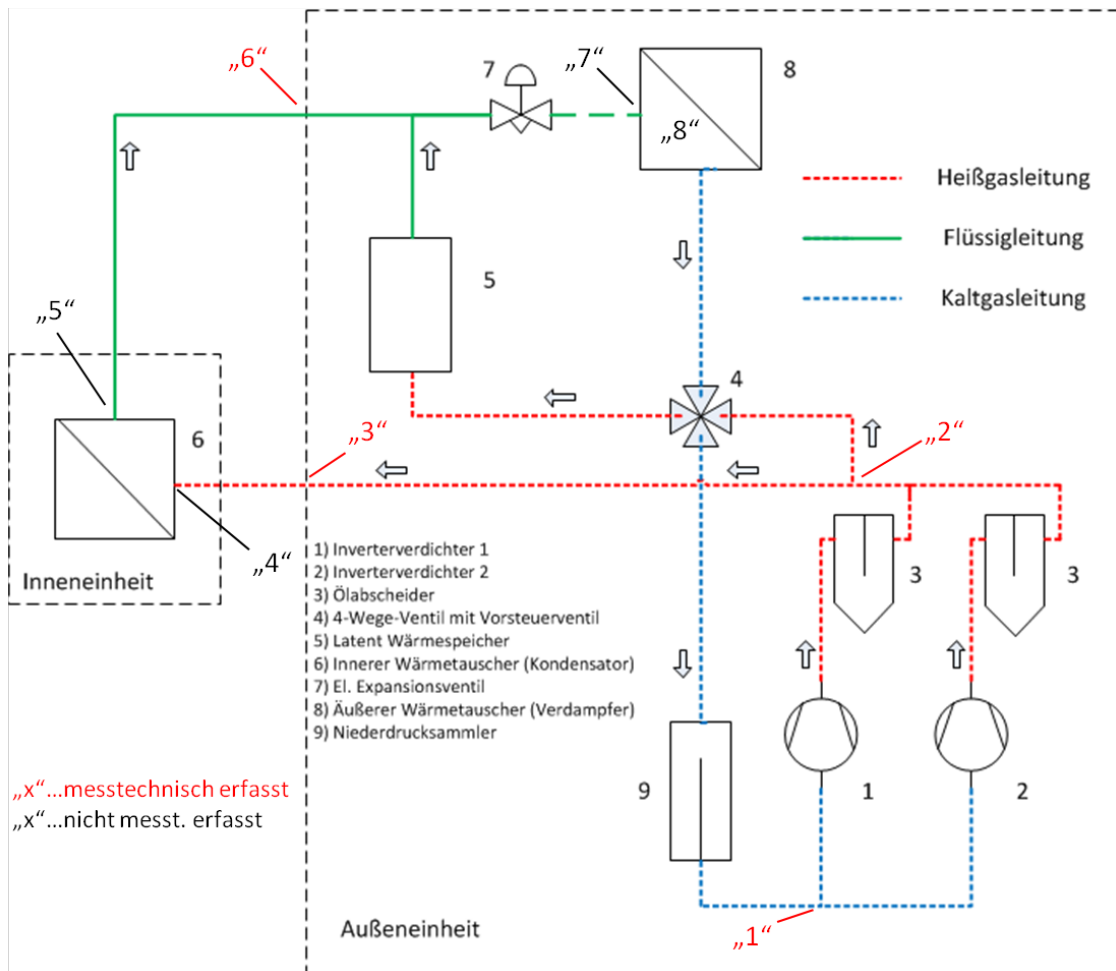 „6“
7
„7“
8
„8“
Heißgasleitung
Flüssigleitung
Kaltgasleitung
5
„5“
4
6
„3“
„2“
„4“
Inneneinheit
3
3
1) Inverterverdichter 1
2) Inverterverdichter 2
3) Ölabscheider
4) 4-Wege-Ventil mit Vorsteuerventil
5) Latent Wärmespeicher
6) Innerer Wärmetauscher (Kondensator)
7) El. Expansionsventil
8) Äußerer Wärmetauscher (Verdampfer)
9) Niederdrucksammler
9
1
2
„x“...messtechnisch erfasst
„x“...nicht messt. erfasst
Außeneinheit
„1“